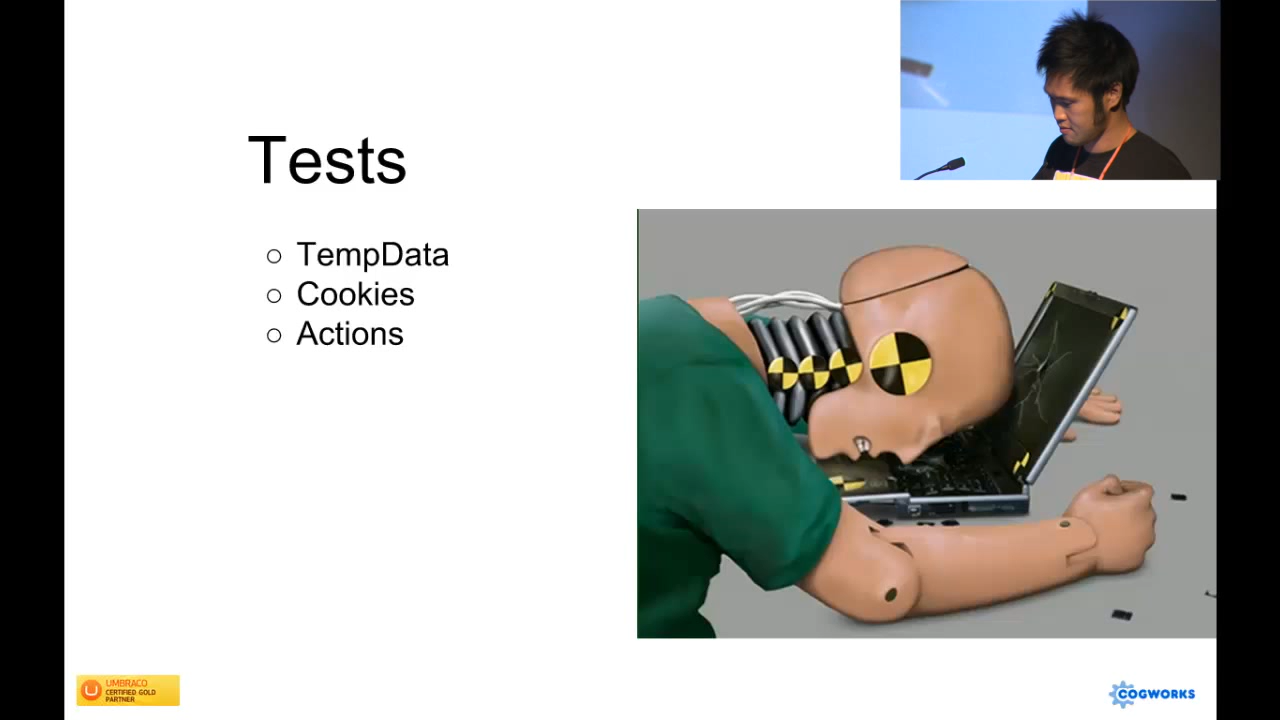 Tests
TempData
Cookies
Actions
UMBRACO
CERTIFIED GOLD
PARTNER
COGWORKS